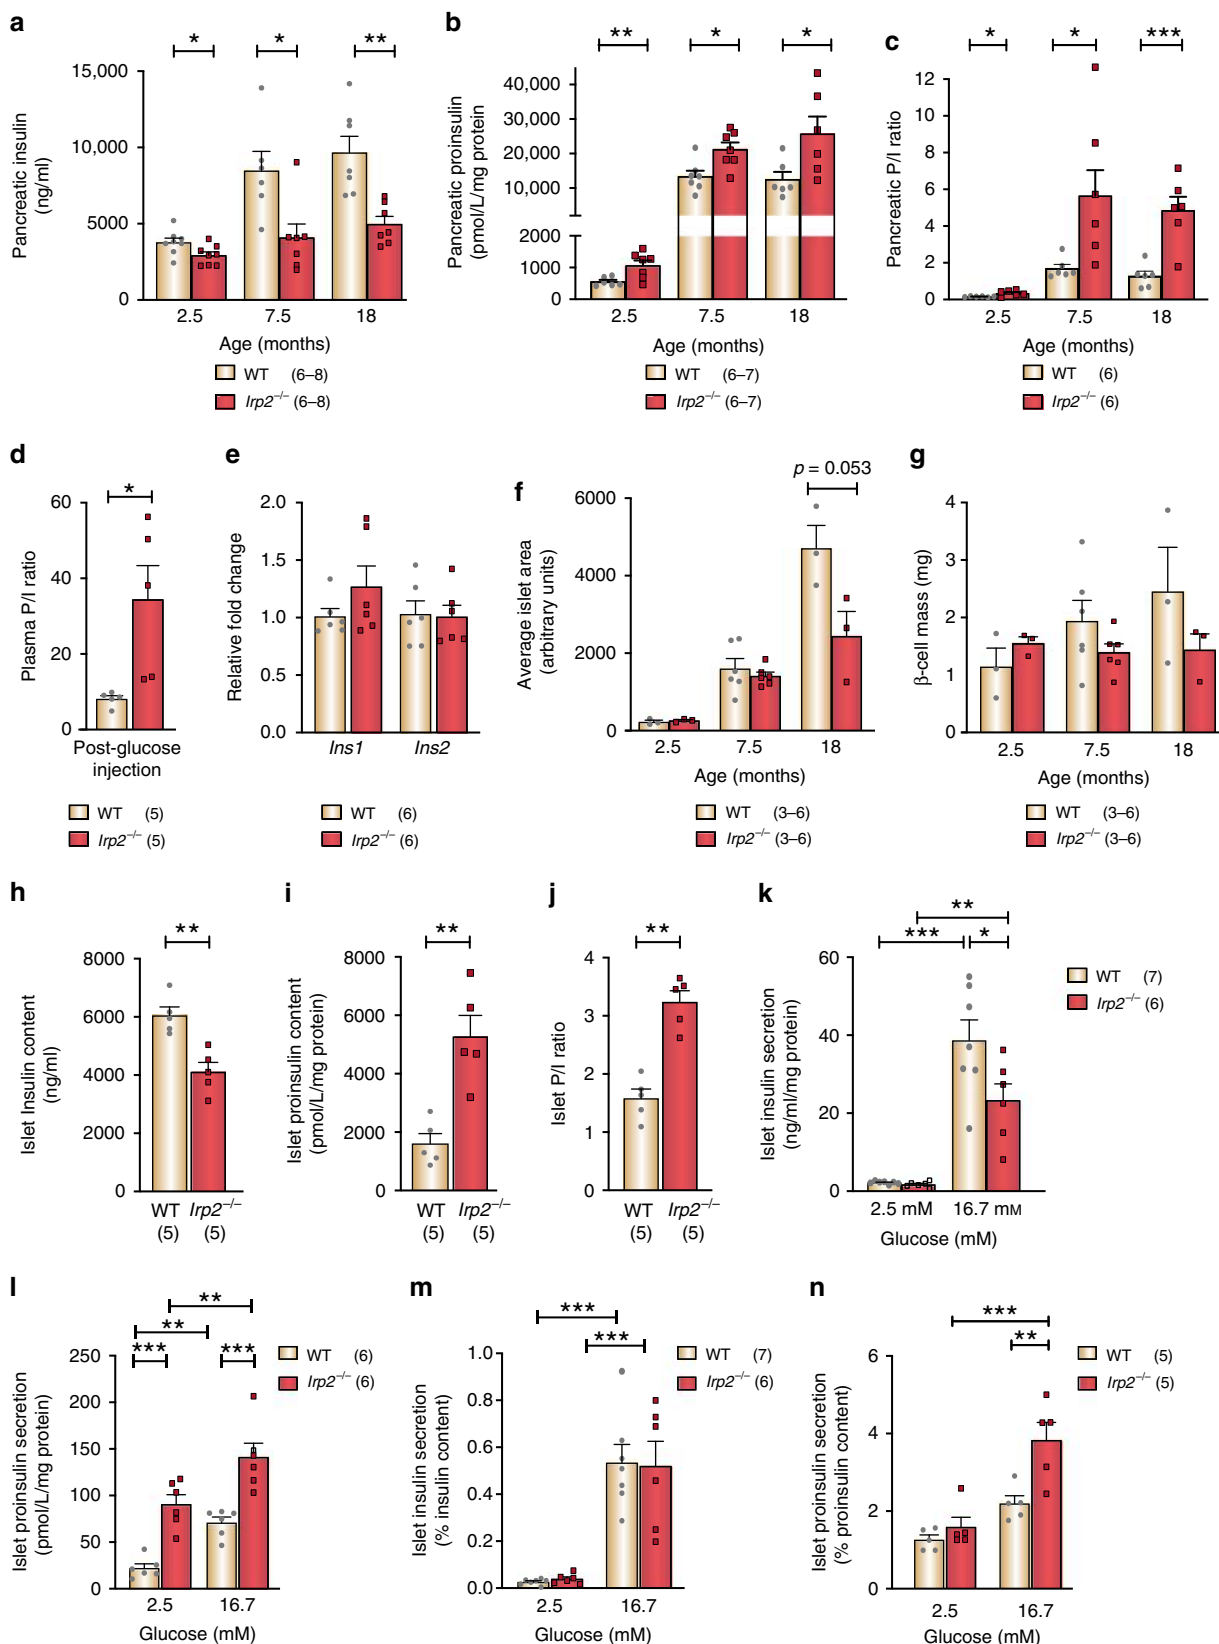 a
* * **
15,000
10,000
5000
0
Pancreatic insulin
(ng/ml)
2.5 7.5 18
Age (months)
WT (6–8)
Irp2−/− (6–8)
b
** * *
40,000
30,000
20,000
10,000
2000
1000
0
Pancreatic proinsulin
(pmol/L/mg protein)
2.5 7.5 18
Age (months)
WT (6–7)
Irp2−/− (6–7)
c
* * ***
12
10
8
6
4
2
0
Pancreatic P/I ratio
2.5 7.5 18
Age (months)
WT (6)
Irp2−/− (6)
d
*
60
40
20
0
Plasma P/I ratio
Post-glucose
injection
WT (5)
Irp2−/− (5)
e
2.0
1.5
1.0
0.5
0.0
Relative fold change
Ins1 Ins2
WT (6)
Irp2−/− (6)
f
p = 0.053
6000
4000
2000
0
Average islet area
(arbitrary units)
2.5 7.5 18
Age (months)
WT (3–6)
Irp2−/− (3–6)
g
4
3
2
1
0
β-cell mass (mg)
2.5 7.5 18
Age (months)
WT (3–6)
Irp2−/− (3–6)
h
**
8000
6000
4000
2000
0
Islet Insulin content
(ng/ml)
WT Irp2−/−
(5) (5)
i
**
8000
6000
4000
2000
0
Islet proinsulin content
(pmol/L/mg protein)
WT Irp2−/−
(5) (5)
j
**
4
3
2
1
0
Islet P/I ratio
WT Irp2−/−
(5) (5)
k
**
*** *
60
40
20
0
Islet insulin secretion
(ng/ml/mg protein)
2.5 mM 16.7 mM
Glucose (mM)
WT (7)
Irp2−/− (6)
l
**
**
*** ***
250
200
150
100
50
0
Islet proinsulin secretion
(pmol/L/mg protein)
2.5 16.7
Glucose (mM)
WT (6)
Irp2−/− (6)
m
***
***
1.0
0.8
0.6
0.4
0.2
0.0
Islet insulin secretion
(% insulin content)
2.5 16.7
Glucose (mM)
WT (7)
Irp2−/− (6)
n
***
**
6
4
2
0
Islet proinsulin secretion
(% proinsulin content)
2.5 16.7
Glucose (mM)
WT (5)
Irp2−/− (5)